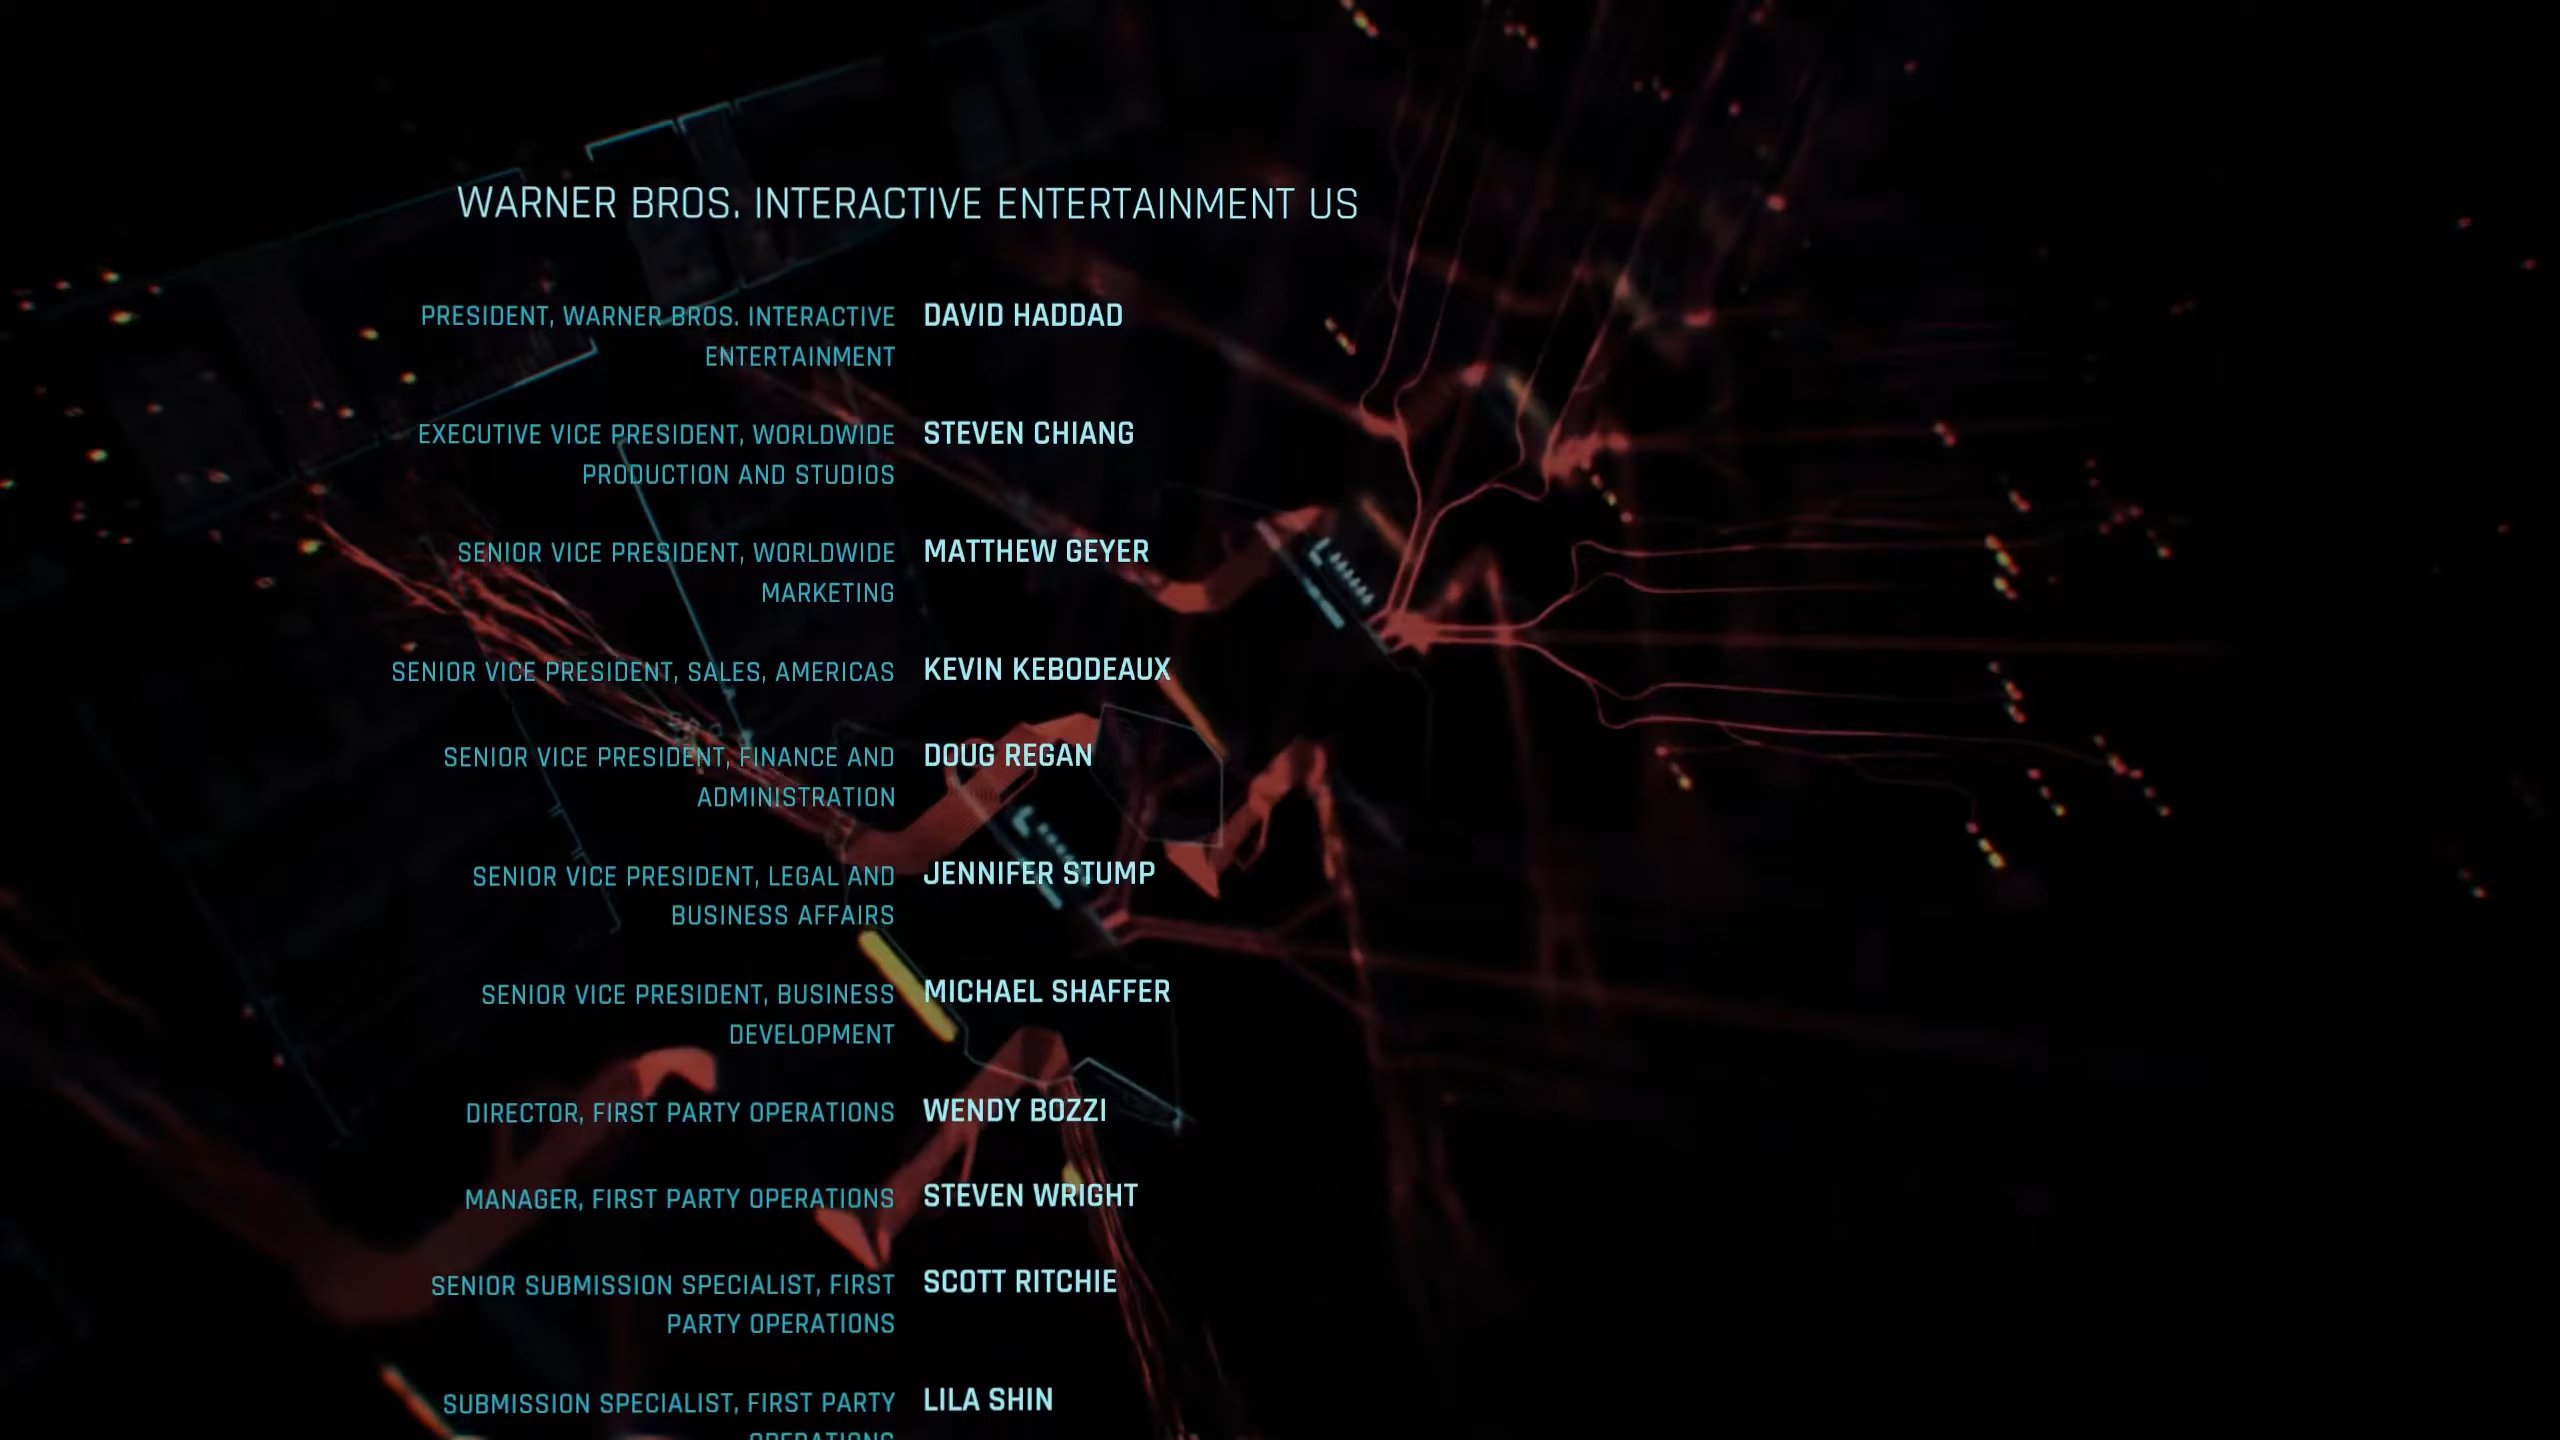 WARNER BROS. INTERACTIVE ENTERTAINMENT US
PRESIDENT, WARNER BROS. INTERACTIVE DAVID HADDAD
ENTERTAINMENT
EXECUTIVE VICE PRESIDENT, WORLDWIDE STEVEN CHIANG
PRODUCTION AND STUDIOS
SENIOR VICE PRESIDENT, WORLDWIDE MATTHEW GEYER
MARKETING
SENIOR VICE PRESIDENT, SALES, AMERICAS KEVIN KEBODEAUX
SENIOR VICE PRESIDENT, FINANCE AND DOUG REGAN
ADMINISTRATION
SENIOR VICE PRESIDENT, LEGAL AND JENNIFER STUMP
BUSINESS AFFAIRS
SENIOR VICE PRESIDENT, BUSINESS MICHAEL SHAFFER
DEVELOPMENT
DIRECTOR, FIRST PARTY OPERATIONS WENDY BOZZI
MANAGER, FIRST PARTY OPERATIONS STEVEN WRIGHT
SENIOR SUBMISSION SPECIALIST, FIRST SCOTT RITCHIE
PARTY OPERATIONS
SUBMISSION SPECIALIST, FIRST PARTY LILA SHIN
OPERATIONS